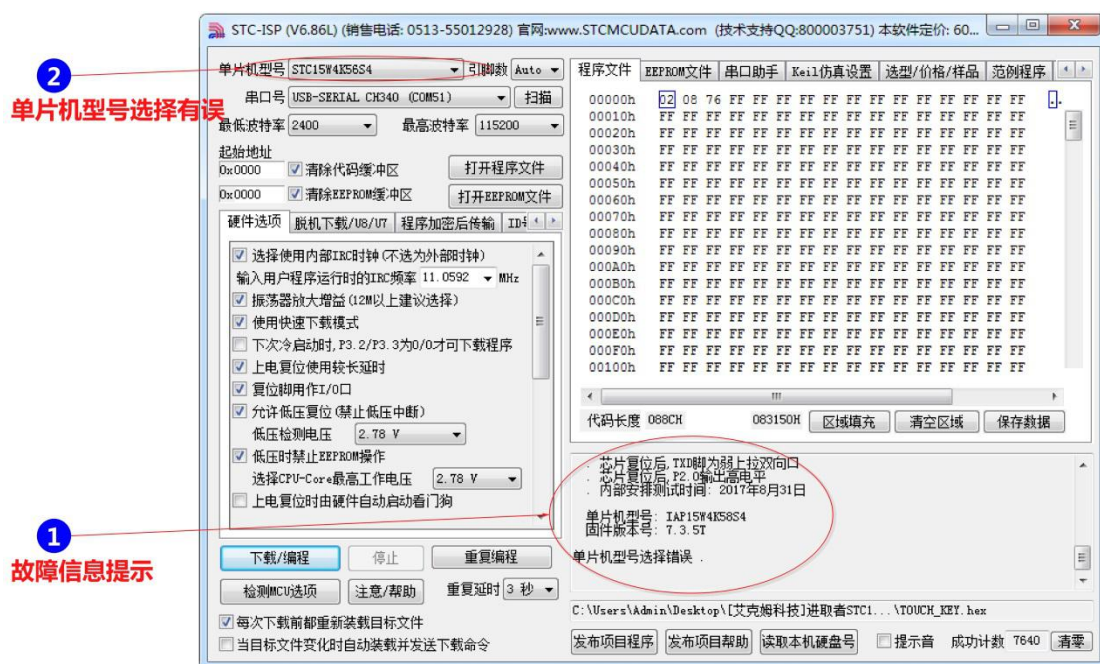 STC-ISP (V6.86L) (销售电话: 0513-55012928) 官网:www.STCMCUDATA.com (技术支持QQ:800003751) 本软件定价: 60...
2
单片机型号选择有误
1
故障信息提示
单片机型号 STC15W4K56S4 引脚数 Auto
串口号 USB-SERIAL CH340 (COM51) 扫描
最低波特率 2400 最高波特率 115200
起始地址
0x0000 清除代码缓冲区 打开程序文件
0x0000 清除EEPROM缓冲区 打开EEPROM文件
硬件选项 脱机下载/U8/U7 程序加密后传输 ID号
选择使用内部IRC时钟(不选为外部时钟)
输入用户程序运行时的IRC频率 11.0592 MHz
振荡器放大增益(12M以上建议选择)
使用快速下载模式
下次冷启动时,P3.2/P3.3为0/0才可下载程序
上电复位使用较长延时
复位脚用作I/O口
允许低压复位(禁止低压中断)
低压检测电压 2.78 V
低压时禁止EEPROM操作
选择CPU-Core最高工作电压 2.78 V
上电复位时由硬件自动启动看门狗
下载/编程 停止 重复编程
检测MCU选项 注意/帮助 重复延时 3 秒
每次下载前都重新装载目标文件
当目标文件变化时自动装载并发送下载命令
程序文件 EEPROM文件 串口助手 Keil仿真设置 选型/价格/样品 范例程序
00000h 02 08 76 FF FF FF FF FF FF FF FF FF FF FF FF FF ..
00010h FF FF FF FF FF FF FF FF FF FF FF FF FF FF FF FF
00020h FF FF FF FF FF FF FF FF FF FF FF FF FF FF FF FF
00030h FF FF FF FF FF FF FF FF FF FF FF FF FF FF FF FF
00040h FF FF FF FF FF FF FF FF FF FF FF FF FF FF FF FF
00050h FF FF FF FF FF FF FF FF FF FF FF FF FF FF FF FF
00060h FF FF FF FF FF FF FF FF FF FF FF FF FF FF FF FF
00070h FF FF FF FF FF FF FF FF FF FF FF FF FF FF FF FF
00080h FF FF FF FF FF FF FF FF FF FF FF FF FF FF FF FF
00090h FF FF FF FF FF FF FF FF FF FF FF FF FF FF FF FF
000A0h FF FF FF FF FF FF FF FF FF FF FF FF FF FF FF FF
000B0h FF FF FF FF FF FF FF FF FF FF FF FF FF FF FF FF
000C0h FF FF FF FF FF FF FF FF FF FF FF FF FF FF FF FF
000D0h FF FF FF FF FF FF FF FF FF FF FF FF FF FF FF FF
000E0h FF FF FF FF FF FF FF FF FF FF FF FF FF FF FF FF
000F0h FF FF FF FF FF FF FF FF FF FF FF FF FF FF FF FF
00100h FF FF FF FF FF FF FF FF FF FF FF FF FF FF FF FF
代码长度 088CH 083150H 区域填充 清空区域 保存数据
. 芯片复位后,TXD脚为弱上拉双向口
. 芯片复位后,P2.0输出高电平
. 内部安排测试时间: 2017年8月31日
单片机型号: IAP15W4K58S4
固件版本号: 7.3.5T
单片机型号选择错误 .
C:\Users\Admin\Desktop\[艾克姆科技]进取者STC1...\TOUCH_KEY.hex
发布项目程序 发布项目帮助 读取本机硬盘号 提示音 成功计数 7640 清零